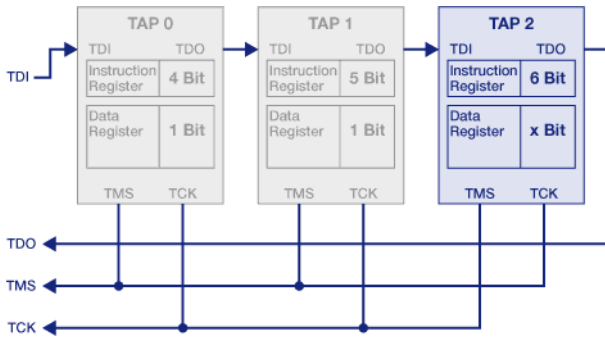 TAP 0
TDI TDO
Instruction Register 4 Bit
Data Register 1 Bit
TMS TCK
TAP 1
TDI TDO
Instruction Register 5 Bit
Data Register 1 Bit
TMS TCK
TAP 2
TDI TDO
Instruction Register 6 Bit
Data Register x Bit
TMS TCK
TDI
TDO
TMS
TCK